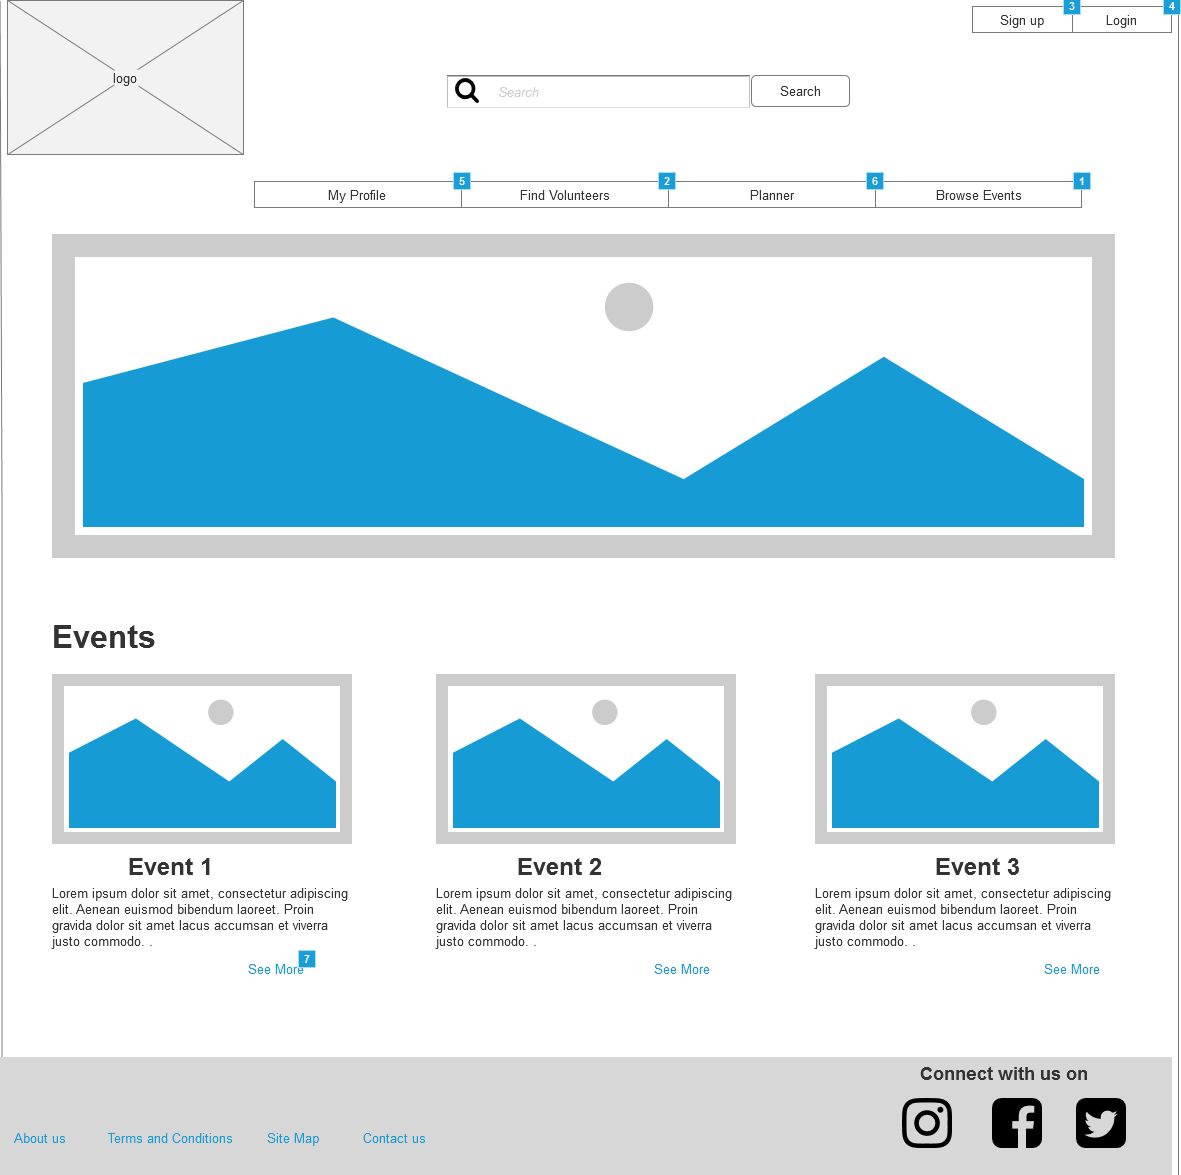 3
4
Sign up
Login
logo
Search
Search
5
2
6
1
My Profile
Find Volunteers
Planner
Browse Events
Events
Event 1
Lorem ipsum dolor sit amet, consectetur adipiscing
elit. Aenean euismod bibendum laoreet. Proin
gravida dolor sit amet lacus accumsan et viverra
justo commodo. .
7
See More
Event 2
Lorem ipsum dolor sit amet, consectetur adipiscing
elit. Aenean euismod bibendum laoreet. Proin
gravida dolor sit amet lacus accumsan et viverra
justo commodo. .
See More
Event 3
Lorem ipsum dolor sit amet, consectetur adipiscing
elit. Aenean euismod bibendum laoreet. Proin
gravida dolor sit amet lacus accumsan et viverra
justo commodo. .
See More
Connect with us on
About us
Terms and Conditions
Site Map
Contact us